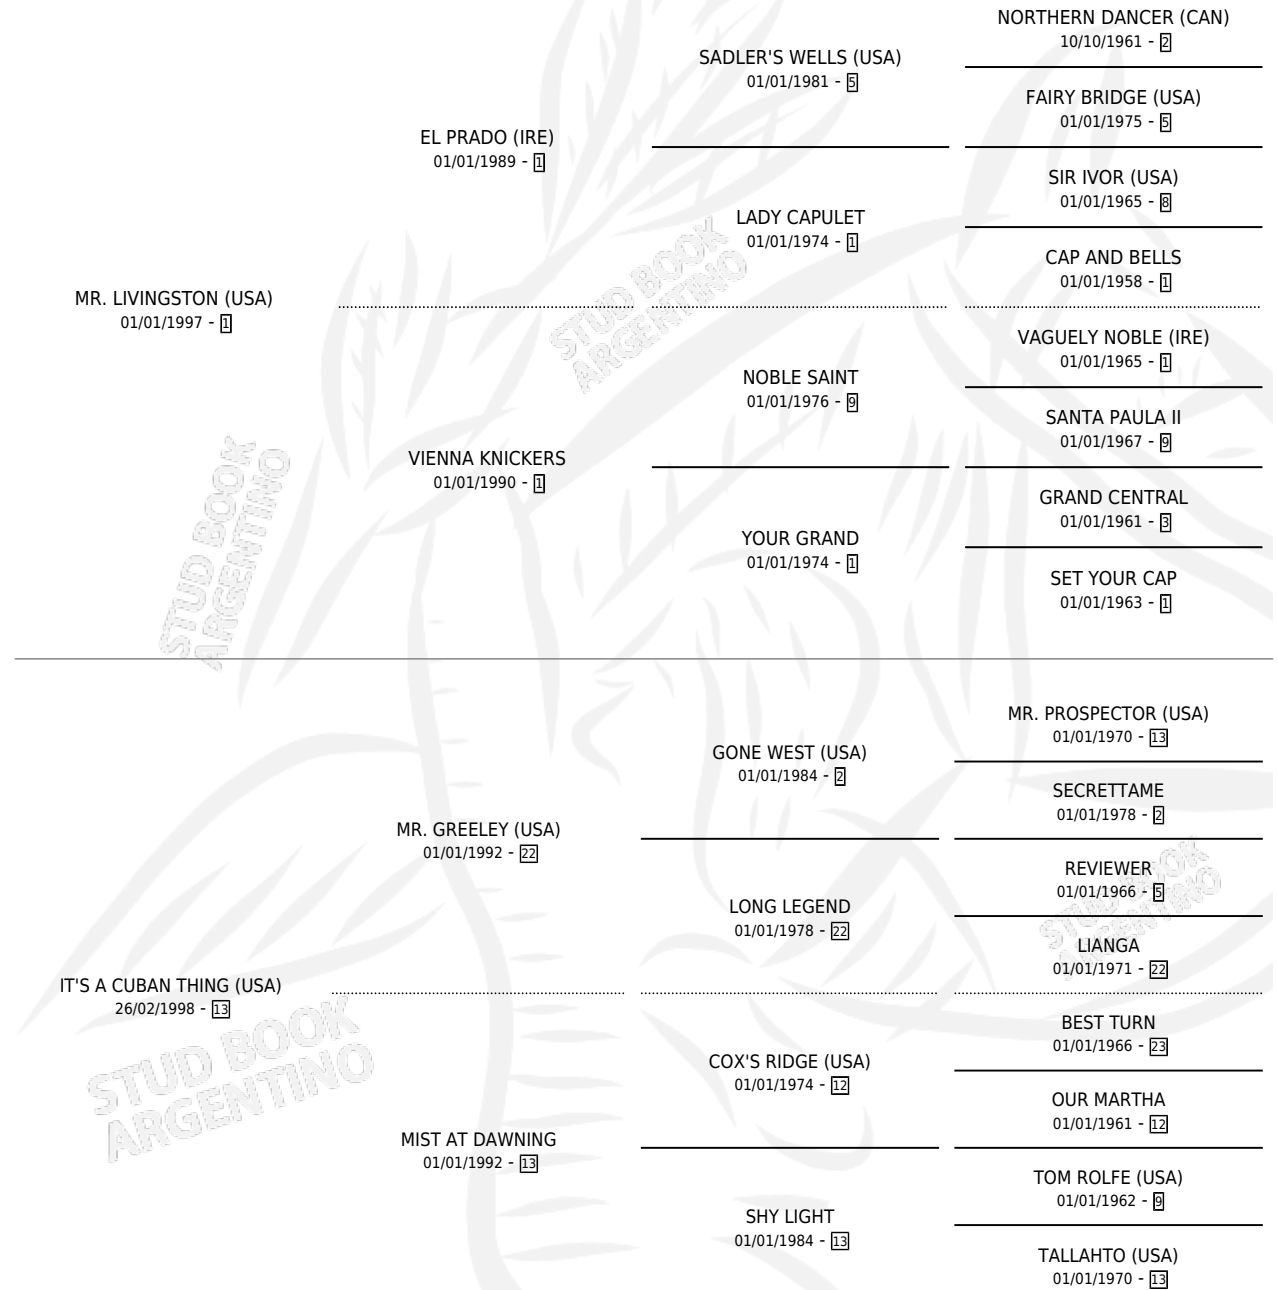 NORTHERN DANCER (CAN)
10/10/1961 - 2
SADLER'S WELLS (USA)
01/01/1981 - 5
FAIRY BRIDGE (USA)
01/01/1975 - 5
EL PRADO (IRE)
01/01/1989 - 1
SIR IVOR (USA)
01/01/1965 - 8
LADY CAPULET
01/01/1974 - 1
CAP AND BELLS
01/01/1958 - 1
MR. LIVINGSTON (USA)
01/01/1997 - 1
VAGUELY NOBLE (IRE)
01/01/1965 - 1
NOBLE SAINT
01/01/1976 - 9
SANTA PAULA II
01/01/1967 - 9
VIENNA KNICKERS
01/01/1990 - 1
GRAND CENTRAL
01/01/1961 - 3
YOUR GRAND
01/01/1974 - 1
SET YOUR CAP
01/01/1963 - 1
STUD BOOK
ARGENTINO
STUD BOOK
ARGENTINO
MR. PROSPECTOR (USA)
01/01/1970 - 13
GONE WEST (USA)
01/01/1984 - 2
SECRETTAME
01/01/1978 - 2
MR. GREELEY (USA)
01/01/1992 - 22
REVIEWER
01/01/1966 - 5
LONG LEGEND
01/01/1978 - 22
LIANGA
01/01/1971 - 22
IT'S A CUBAN THING (USA)
26/02/1998 - 13
BEST TURN
01/01/1966 - 23
COX'S RIDGE (USA)
01/01/1974 - 12
OUR MARTHA
01/01/1961 - 12
MIST AT DAWNING
01/01/1992 - 13
TOM ROLFE (USA)
01/01/1962 - 9
SHY LIGHT
01/01/1984 - 13
TALLAHTO (USA)
01/01/1970 - 13
STUD BOOK
ARGENTINO
STUD BOOK
ARGENTINO